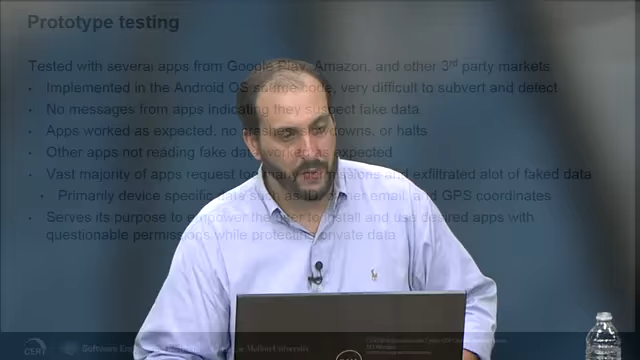 Prototype testing
Tested with several apps from Google Play, Amazon, and other 3rd party markets
Implemented in the Android OS source code, very difficult to subvert and detect
No messages from apps indicating they suspect fake data
Apps worked as expected, no crashes, slowdowns, or halts
Other apps not reading fake data worked as expected
Vast majority of apps request too many permissions and exfiltrated alot of faked data
Primarily device specific data such as email, and GPS coordinates
Serves its purpose to empower the user to install and use desired apps with
questionable permissions while protecting private data
CERT Software Mellon University